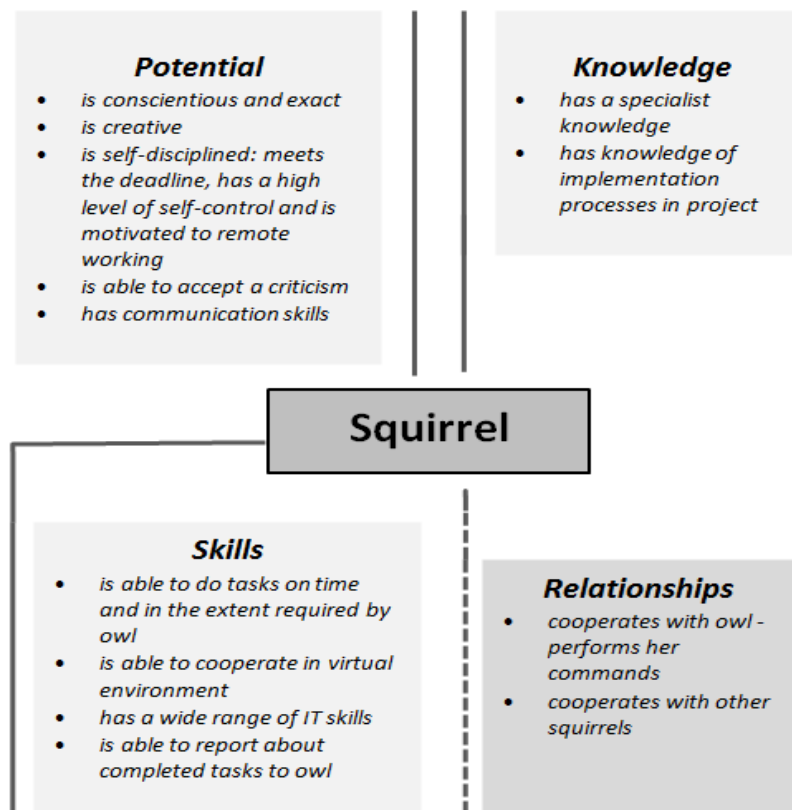 Potential
• is conscientious and exact
• is creative
• is self-disciplined: meets
the deadline, has a high
level of self-control and is
motivated to remote
working
• is able to accept a criticism
• has communication skills
Knowledge
• has a specialist
knowledge
• has knowledge of
implementation
processes in project
Squirrel
Skills
• is able to do tasks on time
and in the extent required by
owl
• is able to cooperate in virtual
environment
• has a wide range of IT skills
• is able to report about
completed tasks to owl
Relationships
• cooperates with owl -
performs her
commands
• cooperates with other
squirrels